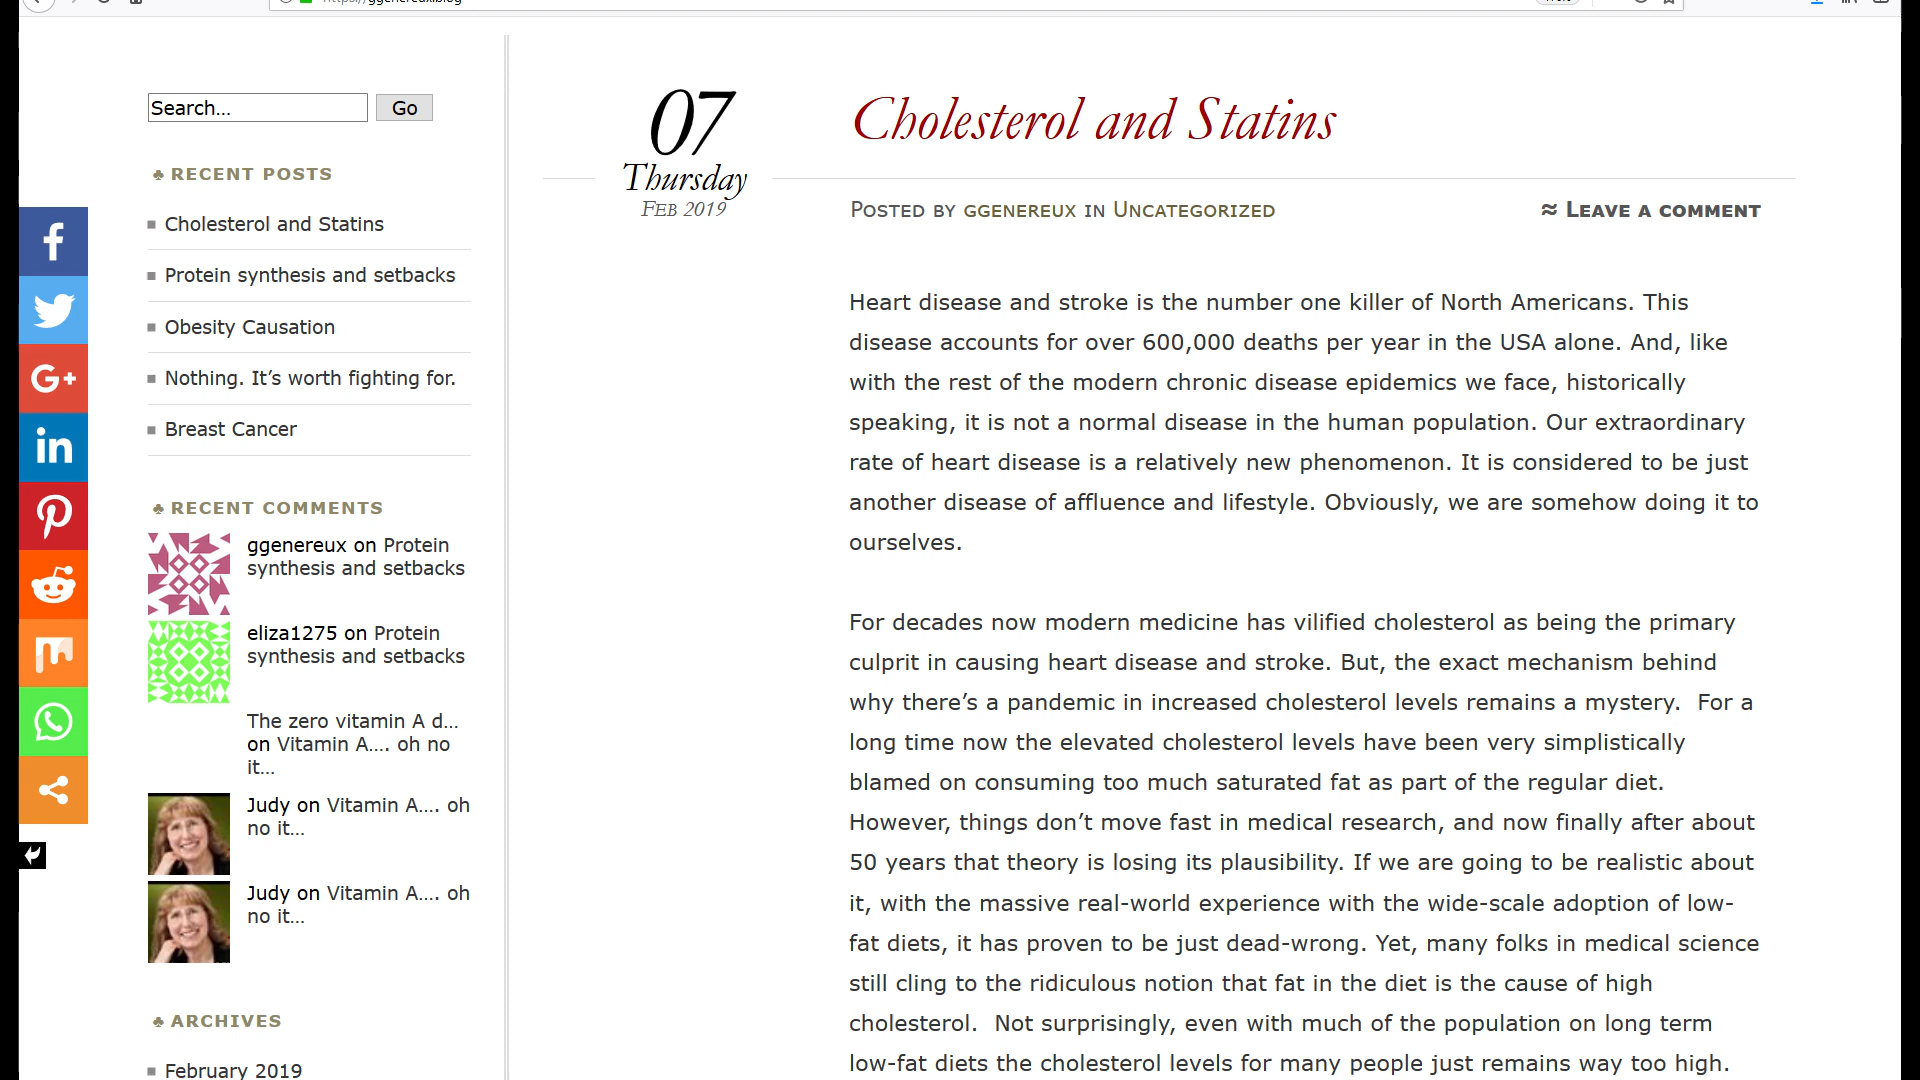 Search...
Go
♣ RECENT POSTS
Cholesterol and Statins
Protein synthesis and setbacks
Obesity Causation
Nothing. It’s worth fighting for.
Breast Cancer
♣ RECENT COMMENTS
ggenereux on Protein
synthesis and setbacks
eliza1275 on Protein
synthesis and setbacks
The zero vitamin A d...
on Vitamin A.... oh no
it...
Judy on Vitamin A.... oh
no it...
Judy on Vitamin A.... oh
no it...
♣ ARCHIVES
February 2019
07
Thursday
FEB 2019
Cholesterol and Statins
POSTED BY GGENEREUX IN UNCATEGORIZED
≈ LEAVE A COMMENT
Heart disease and stroke is the number one killer of North Americans. This
disease accounts for over 600,000 deaths per year in the USA alone. And, like
with the rest of the modern chronic disease epidemics we face, historically
speaking, it is not a normal disease in the human population. Our extraordinary
rate of heart disease is a relatively new phenomenon. It is considered to be just
another disease of affluence and lifestyle. Obviously, we are somehow doing it to
ourselves.
For decades now modern medicine has vilified cholesterol as being the primary
culprit in causing heart disease and stroke. But, the exact mechanism behind
why there’s a pandemic in increased cholesterol levels remains a mystery.  For a
long time now the elevated cholesterol levels have been very simplistically
blamed on consuming too much saturated fat as part of the regular diet.
However, things don’t move fast in medical research, and now finally after about
50 years that theory is losing its plausibility. If we are going to be realistic about
it, with the massive real-world experience with the wide-scale adoption of low-
fat diets, it has proven to be just dead-wrong. Yet, many folks in medical science
still cling to the ridiculous notion that fat in the diet is the cause of high
cholesterol.  Not surprisingly, even with much of the population on long term
low-fat diets the cholesterol levels for many people just remains way too high.